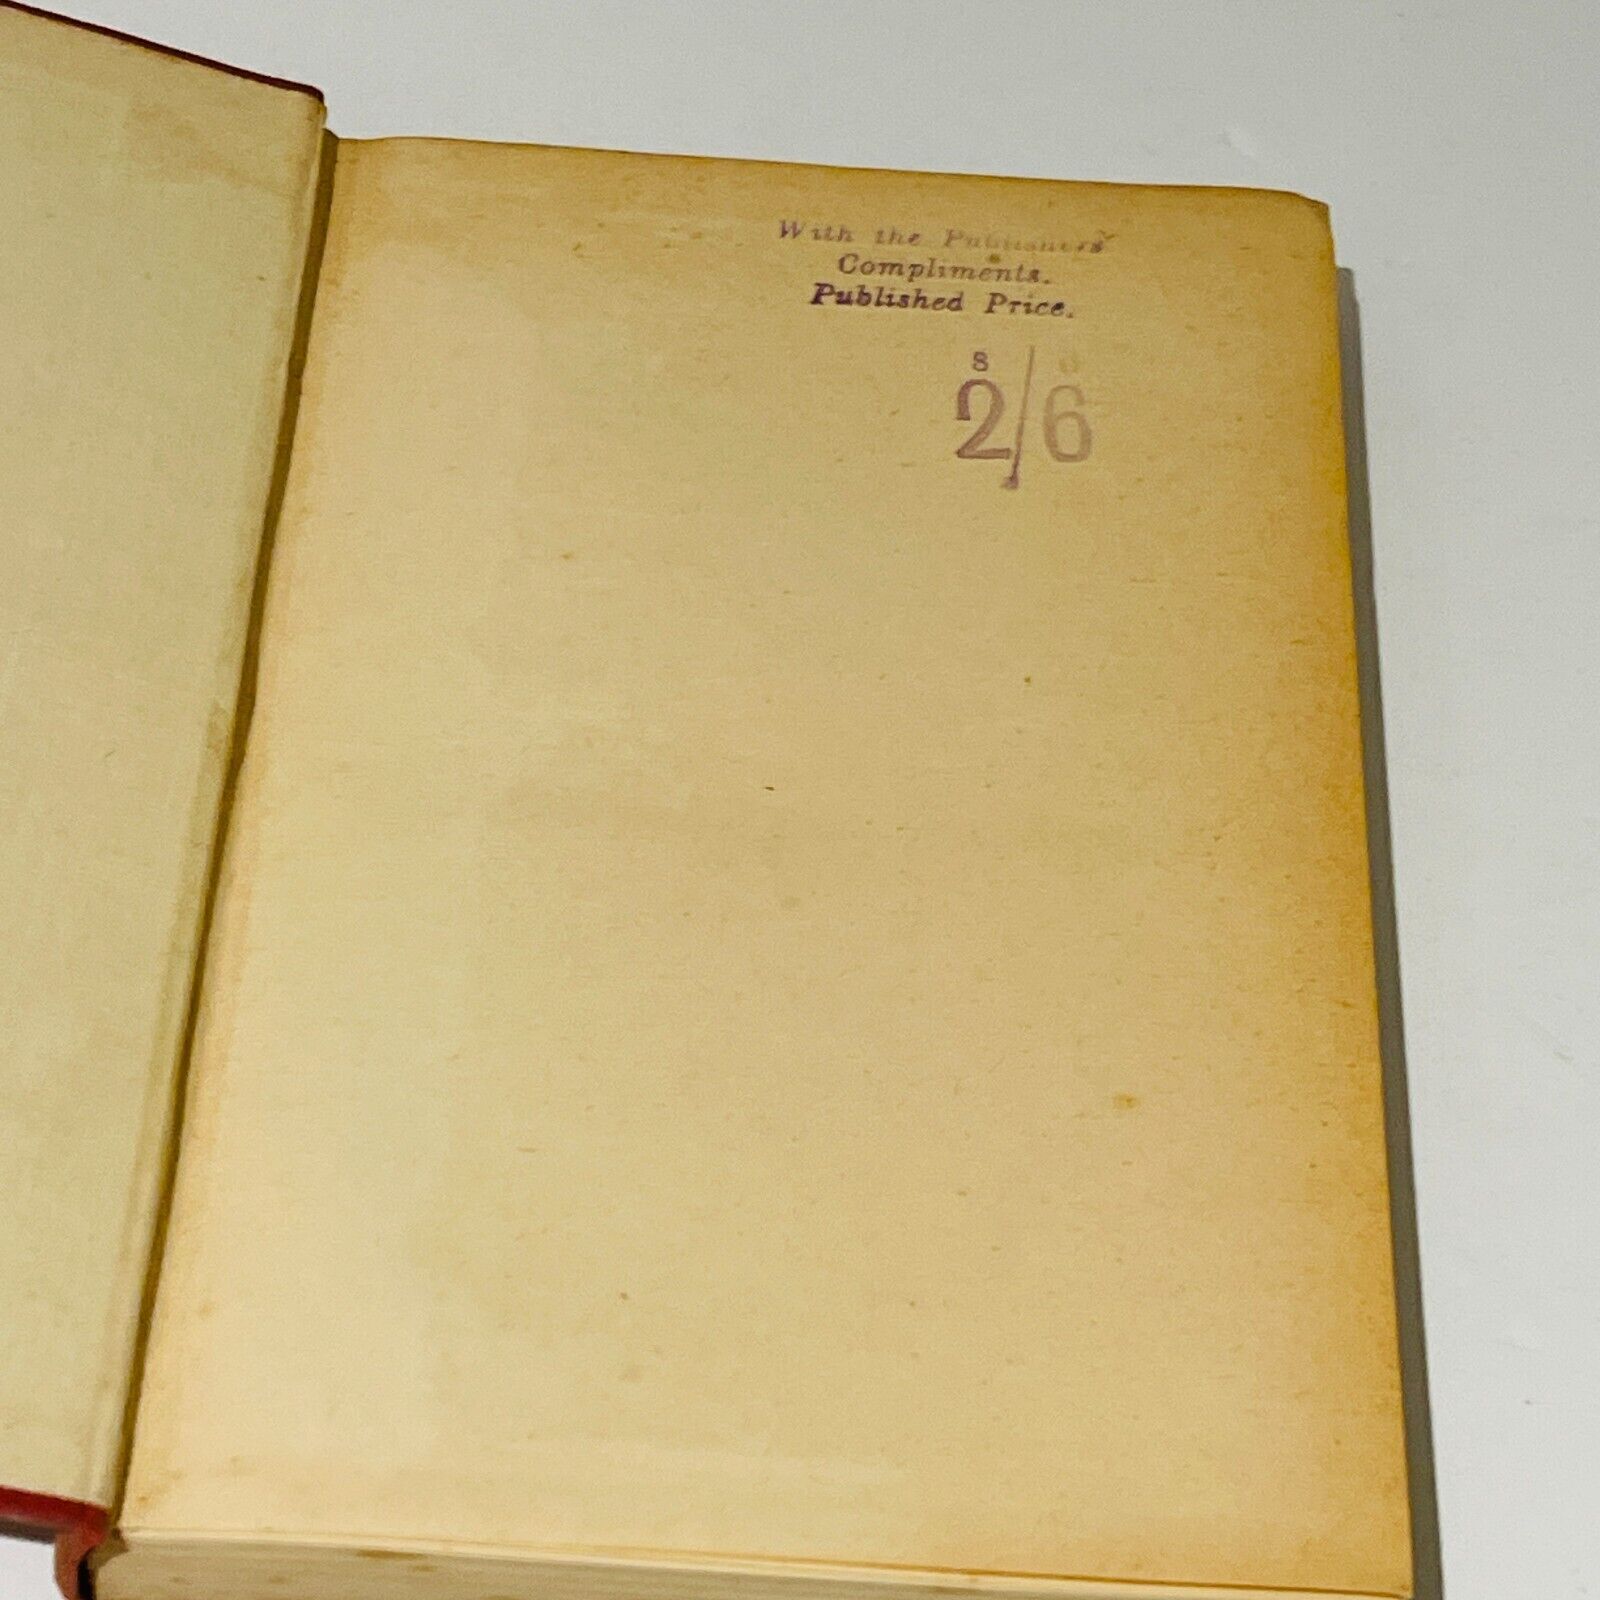 With the Publishers'
Compliments.
Published Price.
s d
2/6